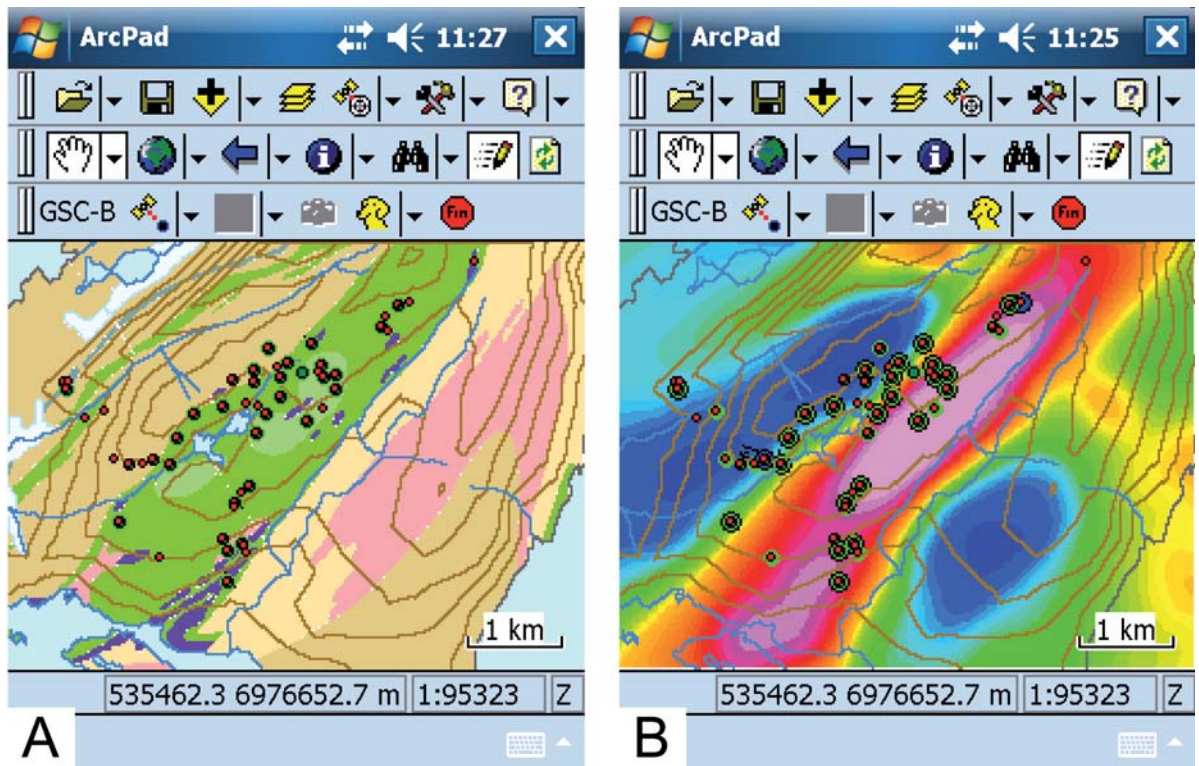 ArcPad 11:27
GSC-B Fin
1 km
535462.3 6976652.7 m 1:95323 Z
A
ArcPad 11:25
GSC-B Fin
1 km
535462.3 6976652.7 m 1:95323 Z
B